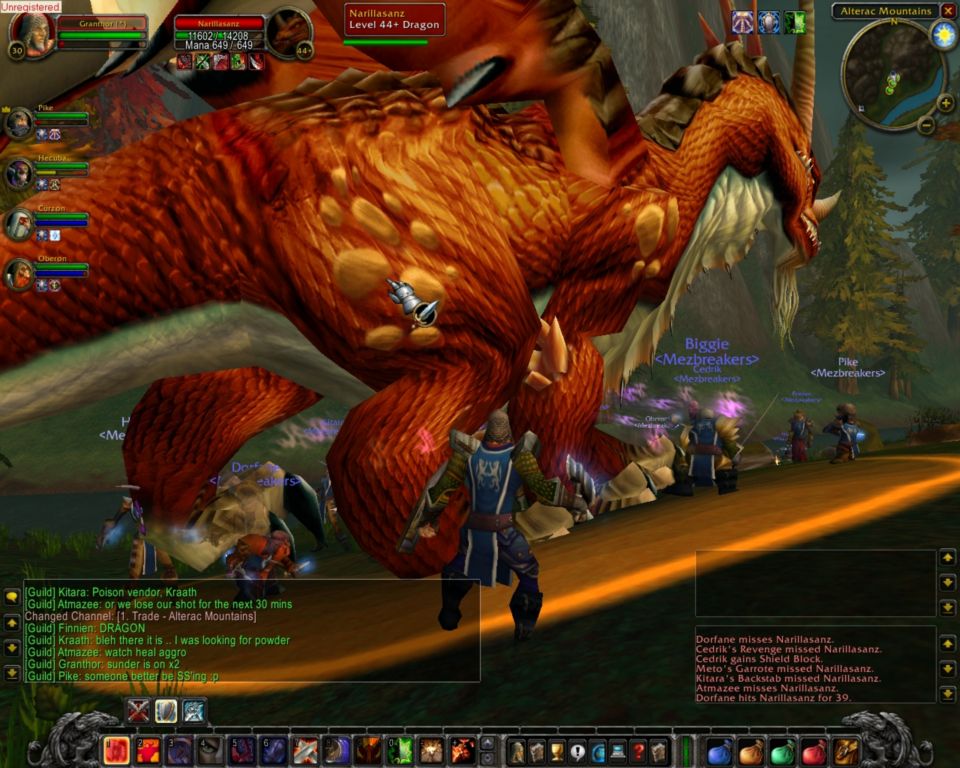 Unregistered
Granthor
30
Narillasanz
11602 / 14208
Mana 649 / 649
44+
Narillasanz
Level 44+ Dragon
Alterac Mountains
N
Pike
Hecuba
Curzon
Oberon
Biggie
<Mezbreakers>
Cedrik
<Mezbreakers>
Pike
<Mezbreakers>
Dorfane
[Guild] Kitara: Poison vendor, Kraath
[Guild] Atmazee: or we lose our shot for the next 30 mins
Changed Channel: [1. Trade - Alterac Mountains]
[Guild] Finnien: DRAGON
[Guild] Kraath: bleh there it is .. I was looking for powder
[Guild] Atmazee: watch heal aggro
[Guild] Granthor: sunder is on x2
[Guild] Pike: someone better be SS'ing :p
Dorfane misses Narillasanz.
Cedrik's Revenge missed Narillasanz.
Cedrik gains Shield Block.
Meto's Garrote missed Narillasanz.
Kitara's Backstab missed Narillasanz.
Atmazee misses Narillasanz.
Dorfane hits Narillasanz for 39.